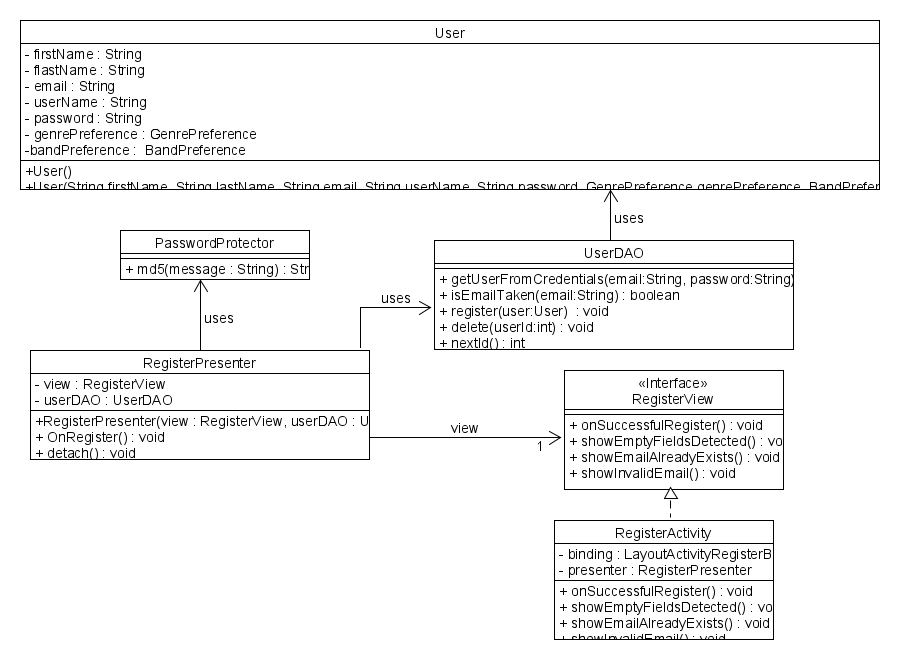 User
- firstName : String
- flastName : String
- email : String
- userName : String
- password : String
- genrePreference : GenrePreference
-bandPreference : BandPreference
+User()
+User(String firstName, String lastName, String email, String userName, String password, GenrePreference genrePreference, BandPrefer
uses
PasswordProtector
+ md5(message : String) : Str
uses
UserDAO
+ getUserFromCredentials(email:String, password:String)
+ isEmailTaken(email:String) : boolean
+ register(user:User) : void
+ delete(userId:int) : void
+ nextId() : int
uses
RegisterPresenter
- view : RegisterView
- userDAO : UserDAO
+RegisterPresenter(view : RegisterView, userDAO : U
+ OnRegister() : void
+ detach() : void
view
1
«Interface»
RegisterView
+ onSuccessfulRegister() : void
+ showEmptyFieldsDetected() : vo
+ showEmailAlreadyExists() : void
+ showInvalidEmail() : void
RegisterActivity
- binding : LayoutActivityRegisterB
- presenter : RegisterPresenter
+ onSuccessfulRegister() : void
+ showEmptyFieldsDetected() : vo
+ showEmailAlreadyExists() : void
+ showInvalidEmail() : void